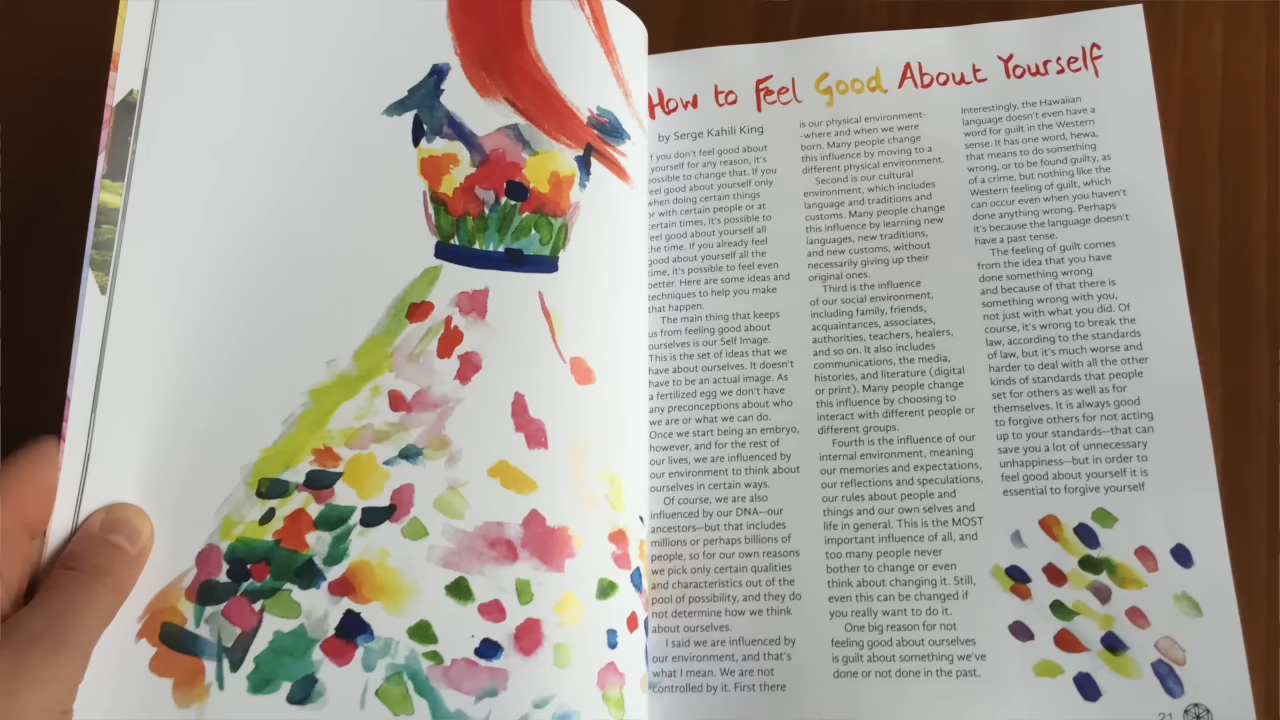 How to Feel Good About Yourself
by Serge Kahili King
f you don't feel good about
yourself for any reason, it's
ossible to change that. If you
eel good about yourself only
when doing certain things
or with certain people or at
ertain times, it's possible to
feel good about yourself all
the time. If you already feel
good about yourself all the
time, it's possible to feel even
better. Here are some ideas and
techniques to help you make
that happen.
The main thing that keeps
us from feeling good about
ourselves is our Self Image.
This is the set of ideas that we
have about ourselves. It doesn't
have to be an actual image. As
a fertilized egg we don't have
any preconceptions about who
we are or what we can do.
Once we start being an embryo,
however, and for the rest of
our lives, we are influenced by
our environment to think about
ourselves in certain ways.
Of course, we are also
influenced by our DNA—our
ancestors—but that includes
millions or perhaps billions of
people, so for our own reasons
we pick only certain qualities
and characteristics out of the
pool of possibility, and they do
not determine how we think
about ourselves.
I said we are influenced by
our environment, and that's
what I mean. We are not
controlled by it. First there
is our physical environment-
-where and when we were
born. Many people change
this influence by moving to a
different physical environment.
Second is our cultural
environment, which includes
language and traditions and
customs. Many people change
this influence by learning new
languages, new traditions,
and new customs, without
necessarily giving up their
original ones.
Third is the influence
of our social environment,
including family, friends,
acquaintances, associates,
authorities, teachers, healers,
and so on. It also includes
communications, the media,
histories, and literature (digital
or print). Many people change
this influence by choosing to
interact with different people or
different groups.
Fourth is the influence of our
internal environment, meaning
our memories and expectations,
our reflections and speculations,
our rules about people and
things and our own selves and
life in general. This is the MOST
important influence of all, and
too many people never
bother to change or even
think about changing it. Still,
even this can be changed if
you really want to do it.
One big reason for not
feeling good about ourselves
is guilt about something we've
done or not done in the past.
Interestingly, the Hawaiian
language doesn't even have a
word for guilt in the Western
sense. It has one word, hewa,
that means to do something
wrong, or to be found guilty, as
of a crime, but nothing like the
Western feeling of guilt, which
can occur even when you haven't
done anything wrong. Perhaps
it's because the language doesn't
have a past tense.
The feeling of guilt comes
from the idea that you have
done something wrong
and because of that there is
something wrong with you,
not just with what you did. Of
course, it's wrong to break the
law, according to the standards
of law, but it's much worse and
harder to deal with all the other
kinds of standards that people
set for others as well as for
themselves. It is always good
to forgive others for not acting
up to your standards—that can
save you a lot of unnecessary
unhappiness—but in order to
feel good about yourself it is
essential to forgive yourself
21